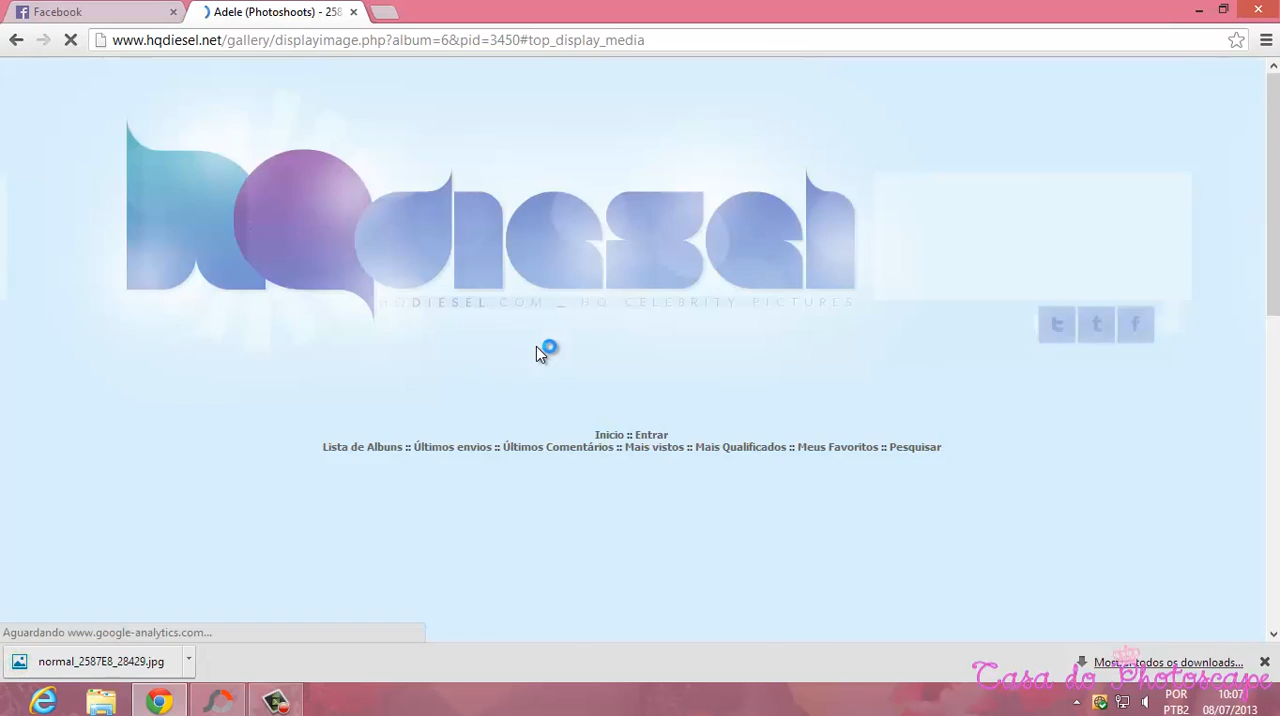 Facebook
Adele (Photoshoots) - 258
www.hqdiesel.net/gallery/displayimage.php?album=6&pid=3450#top_display_media
hQdiesel
HQDIESEL.COM _ HQ CELEBRITY PICTURES
t t f
Inicio :: Entrar
Lista de Albuns :: Últimos envios :: Últimos Comentários :: Mais vistos :: Mais Qualificados :: Meus Favoritos :: Pesquisar
Aguardando www.google-analytics.com...
normal_2587E8_28429.jpg
todos os downloads...
Casa do Photoscape
POR
10:07
PTB2
08/07/2013